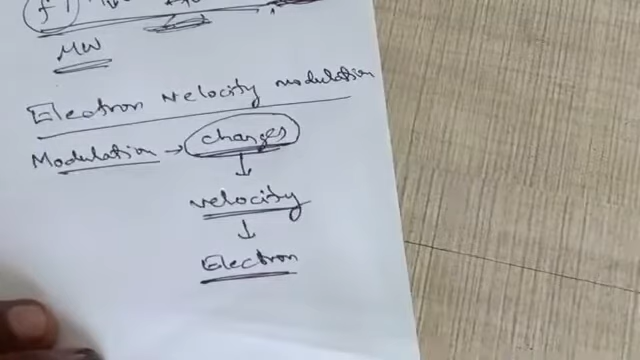 f
MW
Electron velocity modulation
Modulation → changes
↓
velocity
↓
Electron